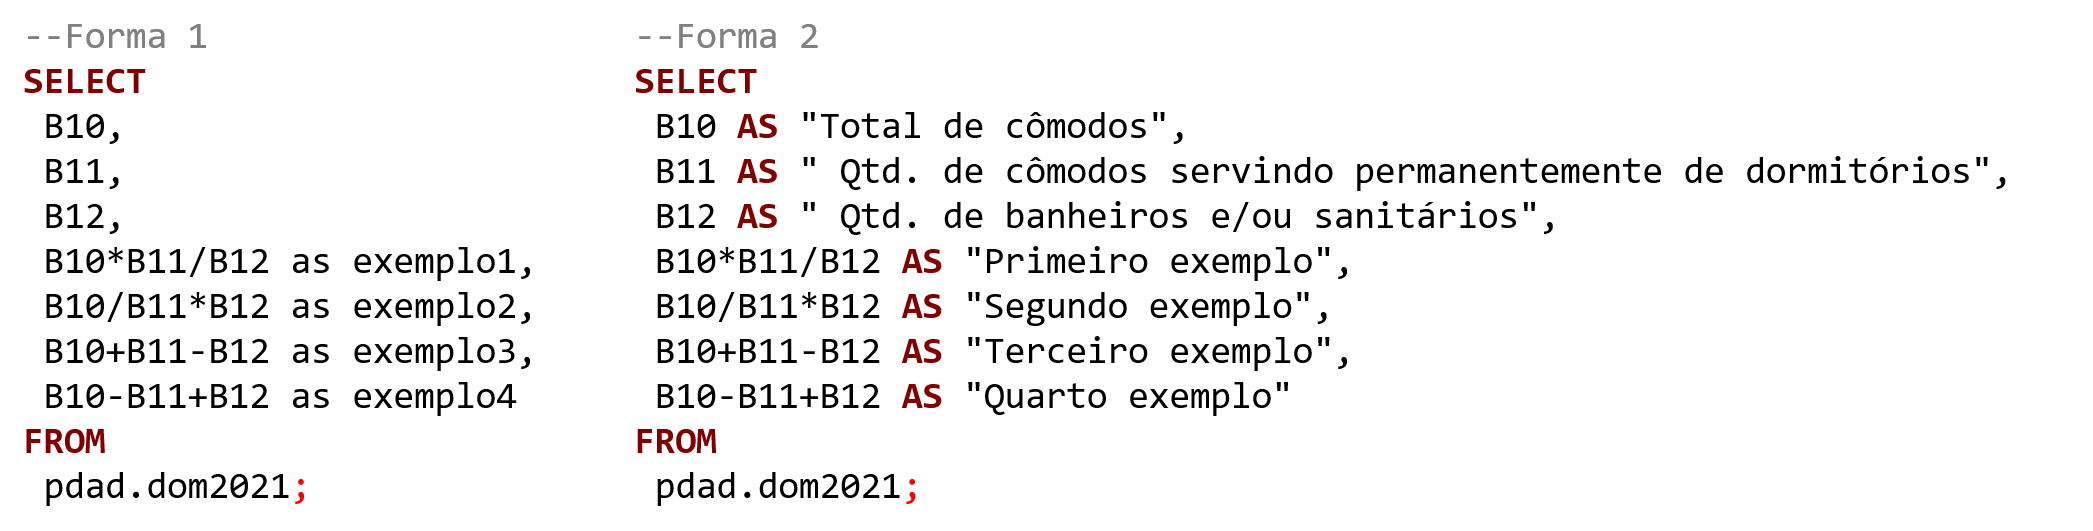 --Forma 1
SELECT
B10,
B11,
B12,
B10*B11/B12 as exemplo1,
B10/B11*B12 as exemplo2,
B10+B11-B12 as exemplo3,
B10-B11+B12 as exemplo4
FROM
pdad.dom2021;
--Forma 2
SELECT
B10 AS "Total de cômodos",
B11 AS " Qtd. de cômodos servindo permanentemente de dormitórios",
B12 AS " Qtd. de banheiros e/ou sanitários",
B10*B11/B12 AS "Primeiro exemplo",
B10/B11*B12 AS "Segundo exemplo",
B10+B11-B12 AS "Terceiro exemplo",
B10-B11+B12 AS "Quarto exemplo"
FROM
pdad.dom2021;